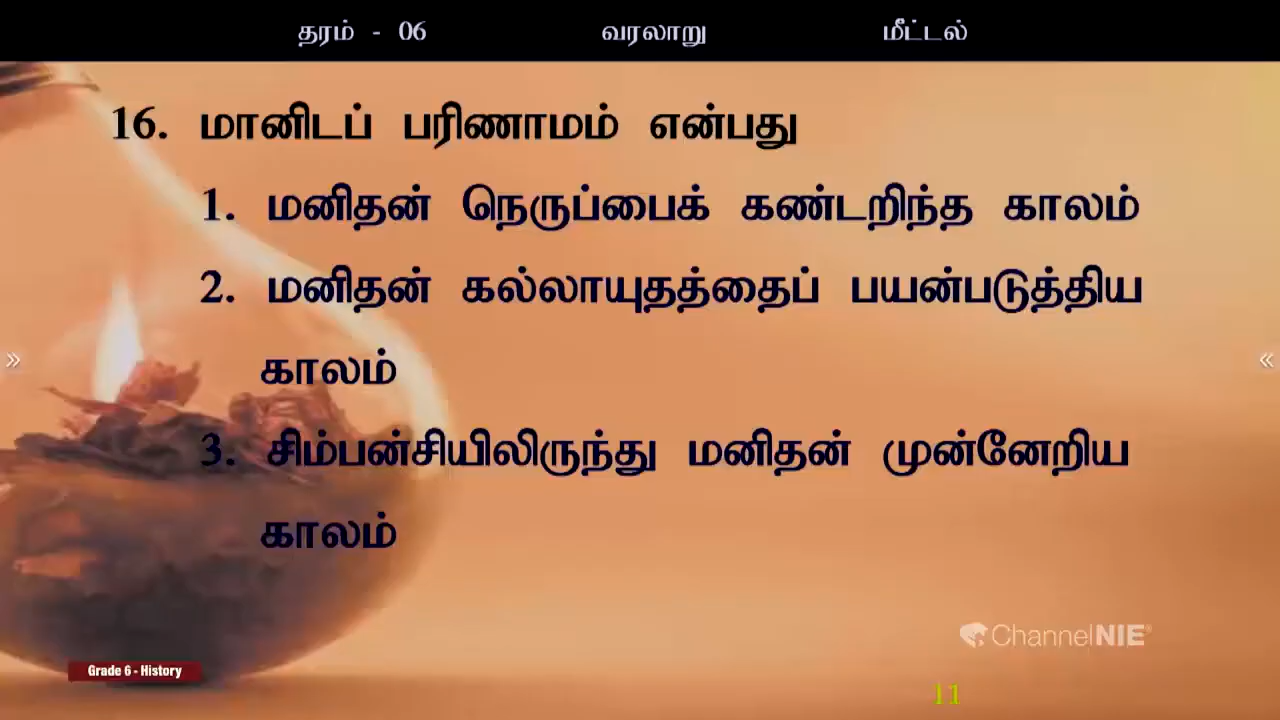 தரம் - 06 வரலாறு மீட்டல்
16. மானிடப் பரிணாமம் என்பது
1. மனிதன் நெருப்பைக் கண்டறிந்த காலம்
2. மனிதன் கல்லாயுதத்தைப் பயன்படுத்திய
காலம்
3. சிம்பன்சியிலிருந்து மனிதன் முன்னேறிய
காலம்
ChannelNIE
Grade 6 - History
11